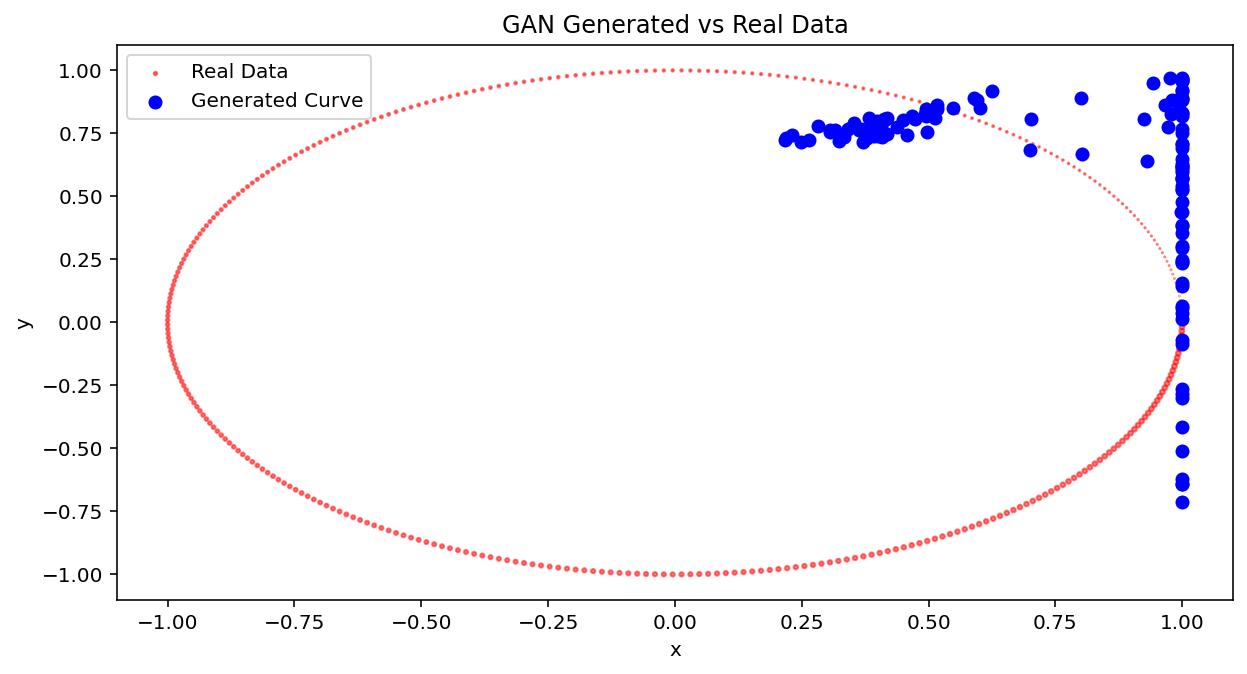 GAN Generated vs Real Data
Real Data
Generated Curve
1.00
0.75
0.50
0.25
0.00
−0.25
−0.50
−0.75
−1.00
y
−1.00 −0.75 −0.50 −0.25 0.00 0.25 0.50 0.75 1.00
x